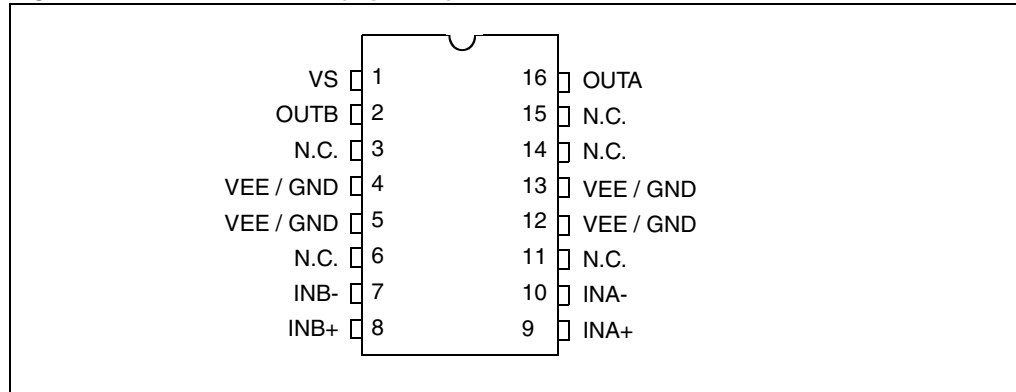 VS 1 16 OUTA
OUTB 2 15 N.C.
N.C. 3 14 N.C.
VEE / GND 4 13 VEE / GND
VEE / GND 5 12 VEE / GND
N.C. 6 11 N.C.
INB- 7 10 INA-
INB+ 8 9 INA+